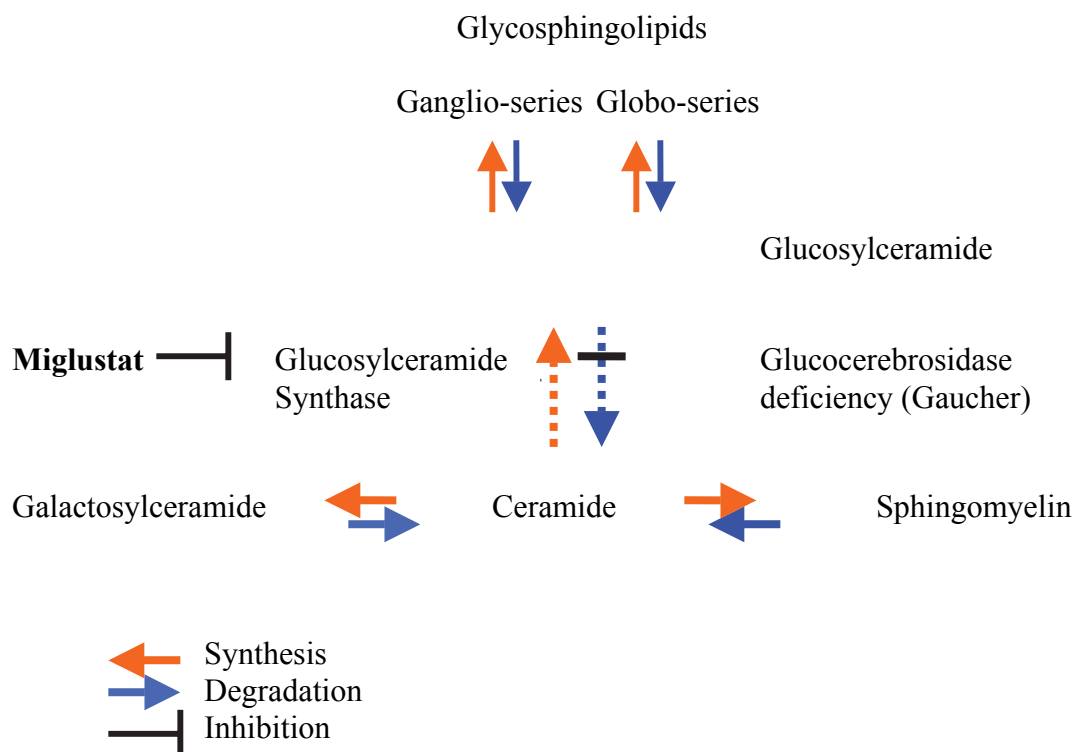 Glycosphingolipids
Ganglio-series Globo-series
Glucosylceramide
Miglustat
Glucosylceramide
Synthase
Glucocerebrosidase
deficiency (Gaucher)
Galactosylceramide
Ceramide
Sphingomyelin
Synthesis
Degradation
Inhibition